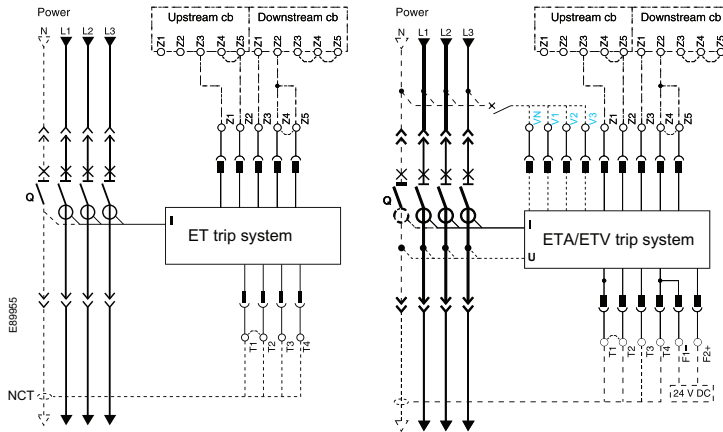 Power
N L1 L2 L3
Upstream cb Downstream cb
Z1 Z2 Z3 Z4 Z5 Z1 Z2 Z3 Z4 Z5
Z1 Z2 Z3 Z4 Z5
Q
I
ET trip system
T1 T2 T3 T4
E89955
NCT
Power
N L1 L2 L3
Upstream cb Downstream cb
Z1 Z2 Z3 Z4 Z5 Z1 Z2 Z3 Z4 Z5
VN V1 V2 V3 Z1 Z2 Z3 Z4 Z5
Q
I
U
ETA/ETV trip system
T1 T2 T3 T4 F1- F2+
24 V DC